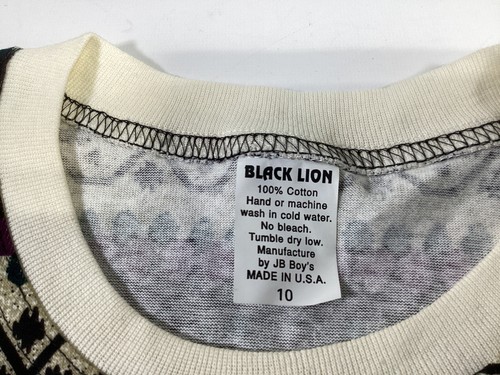 BLACK LION
100% Cotton
Hand or machine
wash in cold water.
No bleach.
Tumble dry low.
Manufacture
by JB Boy's
MADE IN U.S.A.
10